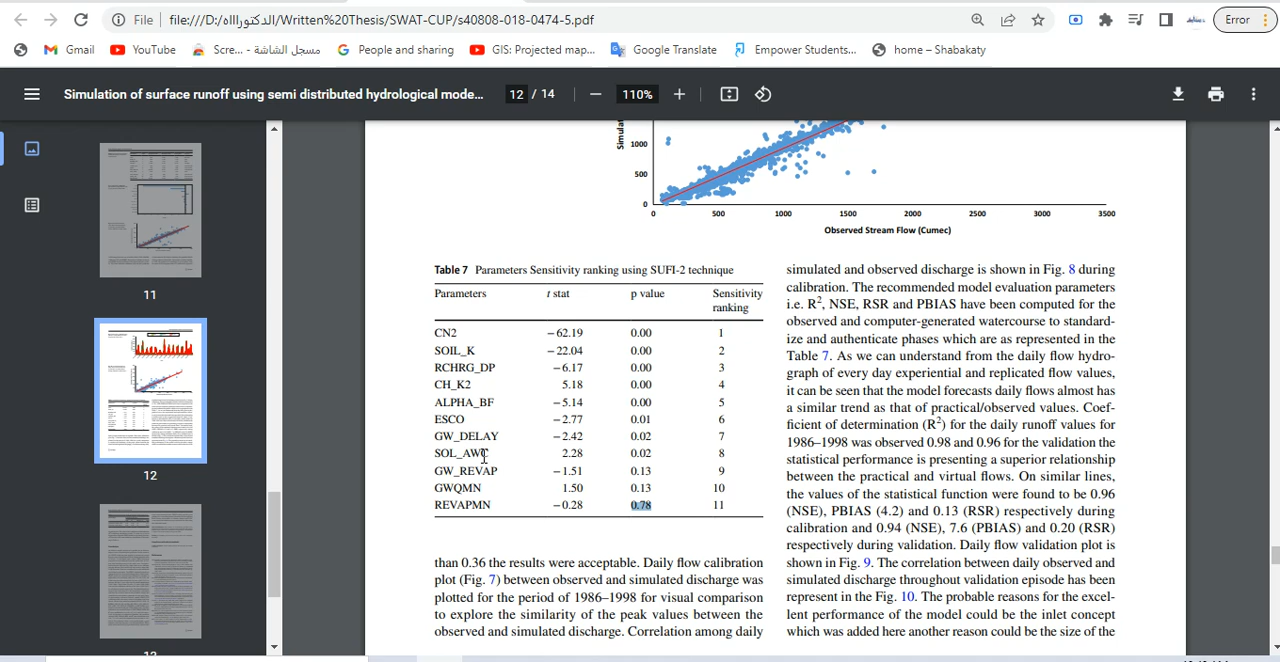 File file:///D:/الدكتوراااه/Written%20Thesis/SWAT-CUP/s40808-018-0474-5.pdf Error
Gmail YouTube Scre... - مسجل الشاشة People and sharing GIS: Projected map... Google Translate Empower Students... home – Shabakaty
Simulation of surface runoff using semi distributed hydrological mode... 12 / 14 110%
11
12
13
Simulat
1000
500
0
0 500 1000 1500 2000 2500 3000 3500
Observed Stream Flow (Cumec)
Table 7 Parameters Sensitivity ranking using SUFI-2 technique
Parameters t stat p value Sensitivity ranking
CN2 −62.19 0.00 1
SOIL_K −22.04 0.00 2
RCHRG_DP −6.17 0.00 3
CH_K2 5.18 0.00 4
ALPHA_BF −5.14 0.00 5
ESCO −2.77 0.01 6
GW_DELAY −2.42 0.02 7
SOL_AWC 2.28 0.02 8
GW_REVAP −1.51 0.13 9
GWQMN 1.50 0.13 10
REVAPMN −0.28 0.78 11
than 0.36 the results were acceptable. Daily flow calibration
plot (Fig. 7) between observed and simulated discharge was
plotted for the period of 1986–1998 for visual comparison
to explore the similarity of the peak values between the
observed and simulated discharge. Correlation among daily
simulated and observed discharge is shown in Fig. 8 during
calibration. The recommended model evaluation parameters
i.e. R², NSE, RSR and PBIAS have been computed for the
observed and computer-generated watercourse to standard-
ize and authentic phases which are as represented in the
Table 7. As we can understand from the daily flow hydro-
graph of every day experiential and replicated flow values,
it can be seen that the model forecasts daily flows almost has
a similar trend as that of practical/observed values. Coef-
ficient of determination (R²) for the daily runoff values for
1986–1998 was observed 0.98 and 0.96 for the validation the
statistical performance is presenting a superior relationship
between the practical and virtual flows. On similar lines,
the values of the statistical function were found to be 0.96
(NSE), PBIAS (4.2) and 0.13 (RSR) respectively during
calibration and 0.94 (NSE), 7.6 (PBIAS) and 0.20 (RSR)
respectively during validation. Daily flow validation plot is
shown in Fig. 9. The correlation between daily observed and
simulated discharge throughout validation episode has been
represent in the Fig. 10. The probable reasons for the excel-
lent performance of the model could be the inlet concept
which was added here another reason could be the size of the